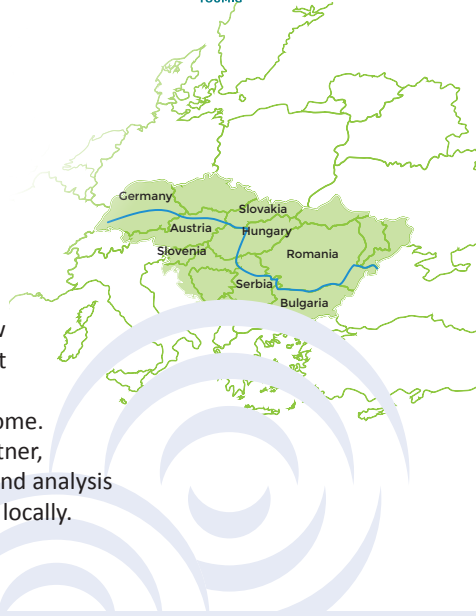 Germany
Slovakia
Austria
Hungary
Slovenia
Romania
Serbia
Bulgaria
ome.
tner,
nd analysis
locally.